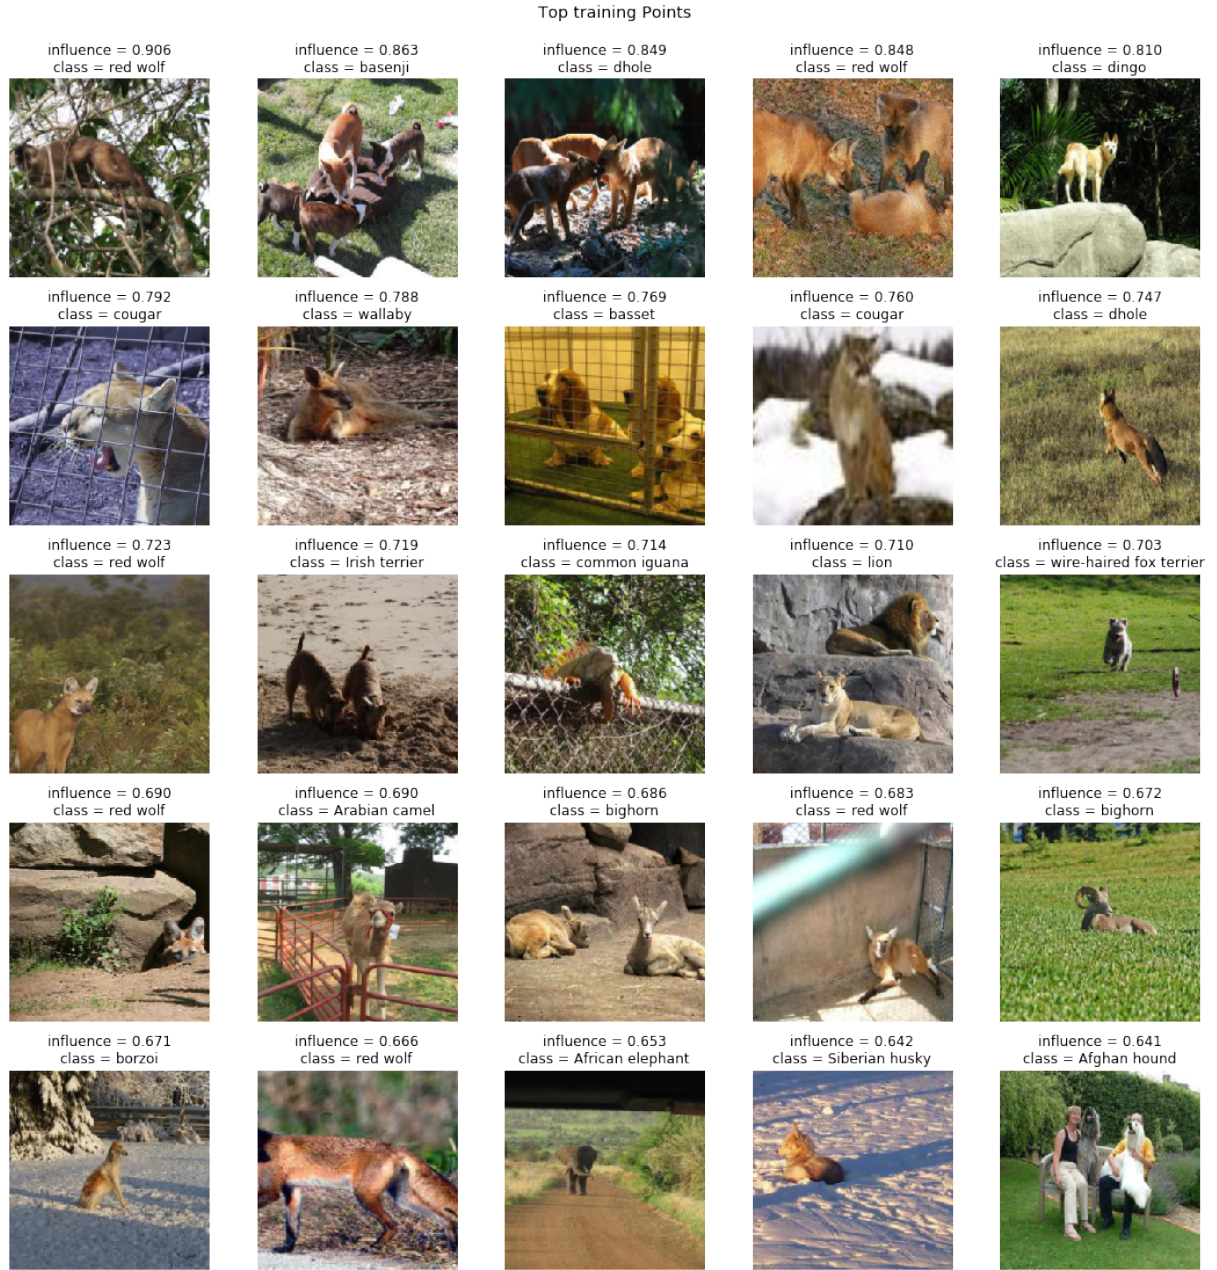 Top training Points
influence = 0.906
class = red wolf
influence = 0.863
class = basenji
influence = 0.849
class = dhole
influence = 0.848
class = red wolf
influence = 0.810
class = dingo
influence = 0.792
class = cougar
influence = 0.788
class = wallaby
influence = 0.769
class = basset
influence = 0.760
class = cougar
influence = 0.747
class = dhole
influence = 0.723
class = red wolf
influence = 0.719
class = Irish terrier
influence = 0.714
class = common iguana
influence = 0.710
class = lion
influence = 0.703
class = wire-haired fox terrier
influence = 0.690
class = red wolf
influence = 0.690
class = Arabian camel
influence = 0.686
class = bighorn
influence = 0.683
class = red wolf
influence = 0.672
class = bighorn
influence = 0.671
class = borzoi
influence = 0.666
class = red wolf
influence = 0.653
class = African elephant
influence = 0.642
class = Siberian husky
influence = 0.641
class = Afghan hound